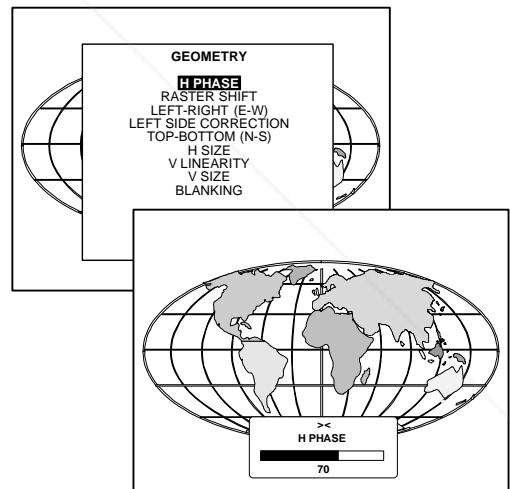 GEOMETRY
H PHASE
RASTER SHIFT
LEFT-RIGHT (E-W)
LEFT SIDE CORRECTION
TOP-BOTTOM (N-S)
H SIZE
V LINEARITY
V SIZE
BLANKING
><
H PHASE
70